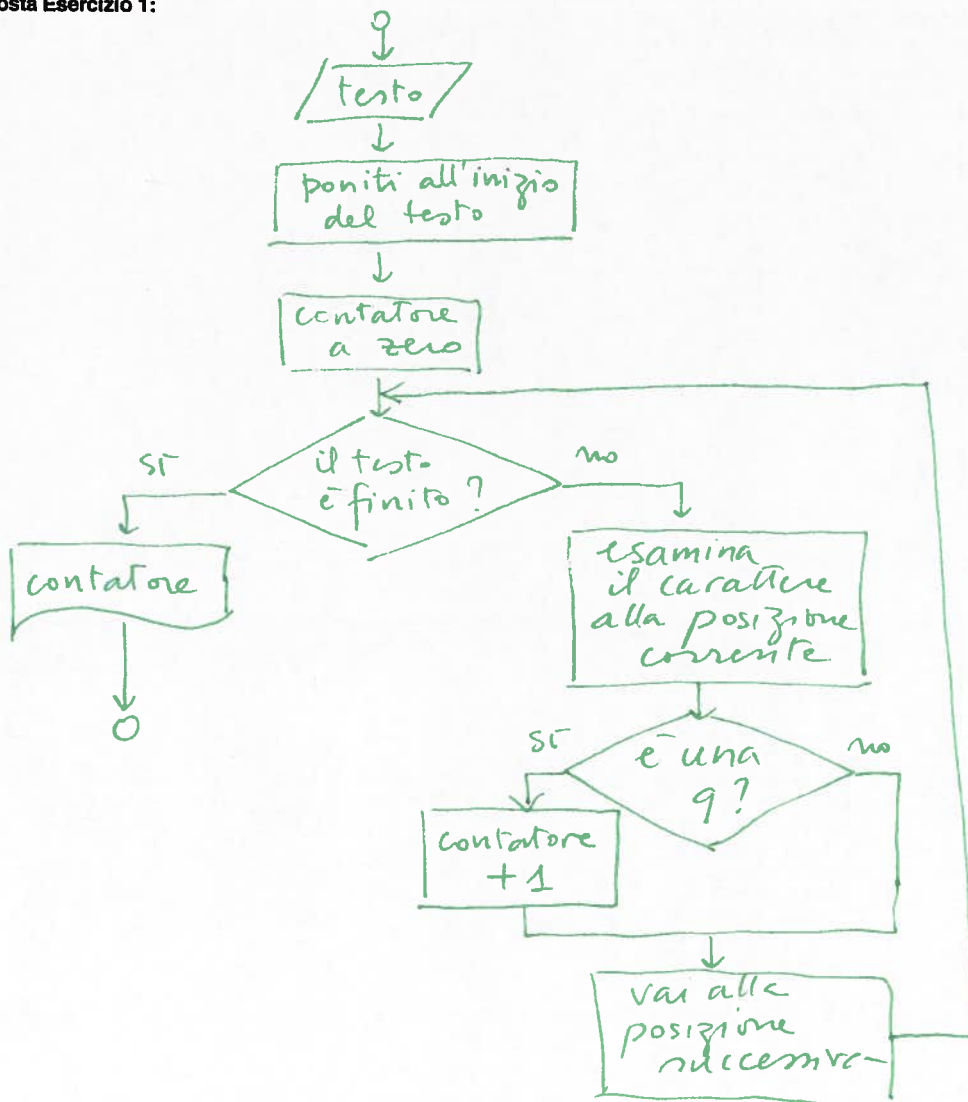 osta Esercizio 1:
testo
poniti all'inizio
del testo
contatore
a zero
sì
il testo
è finito ?
no
contatore
esamina
il carattere
alla posizione
corrente
sì
è una
q ?
no
contatore
+ 1
vai alla
posizione
successiva